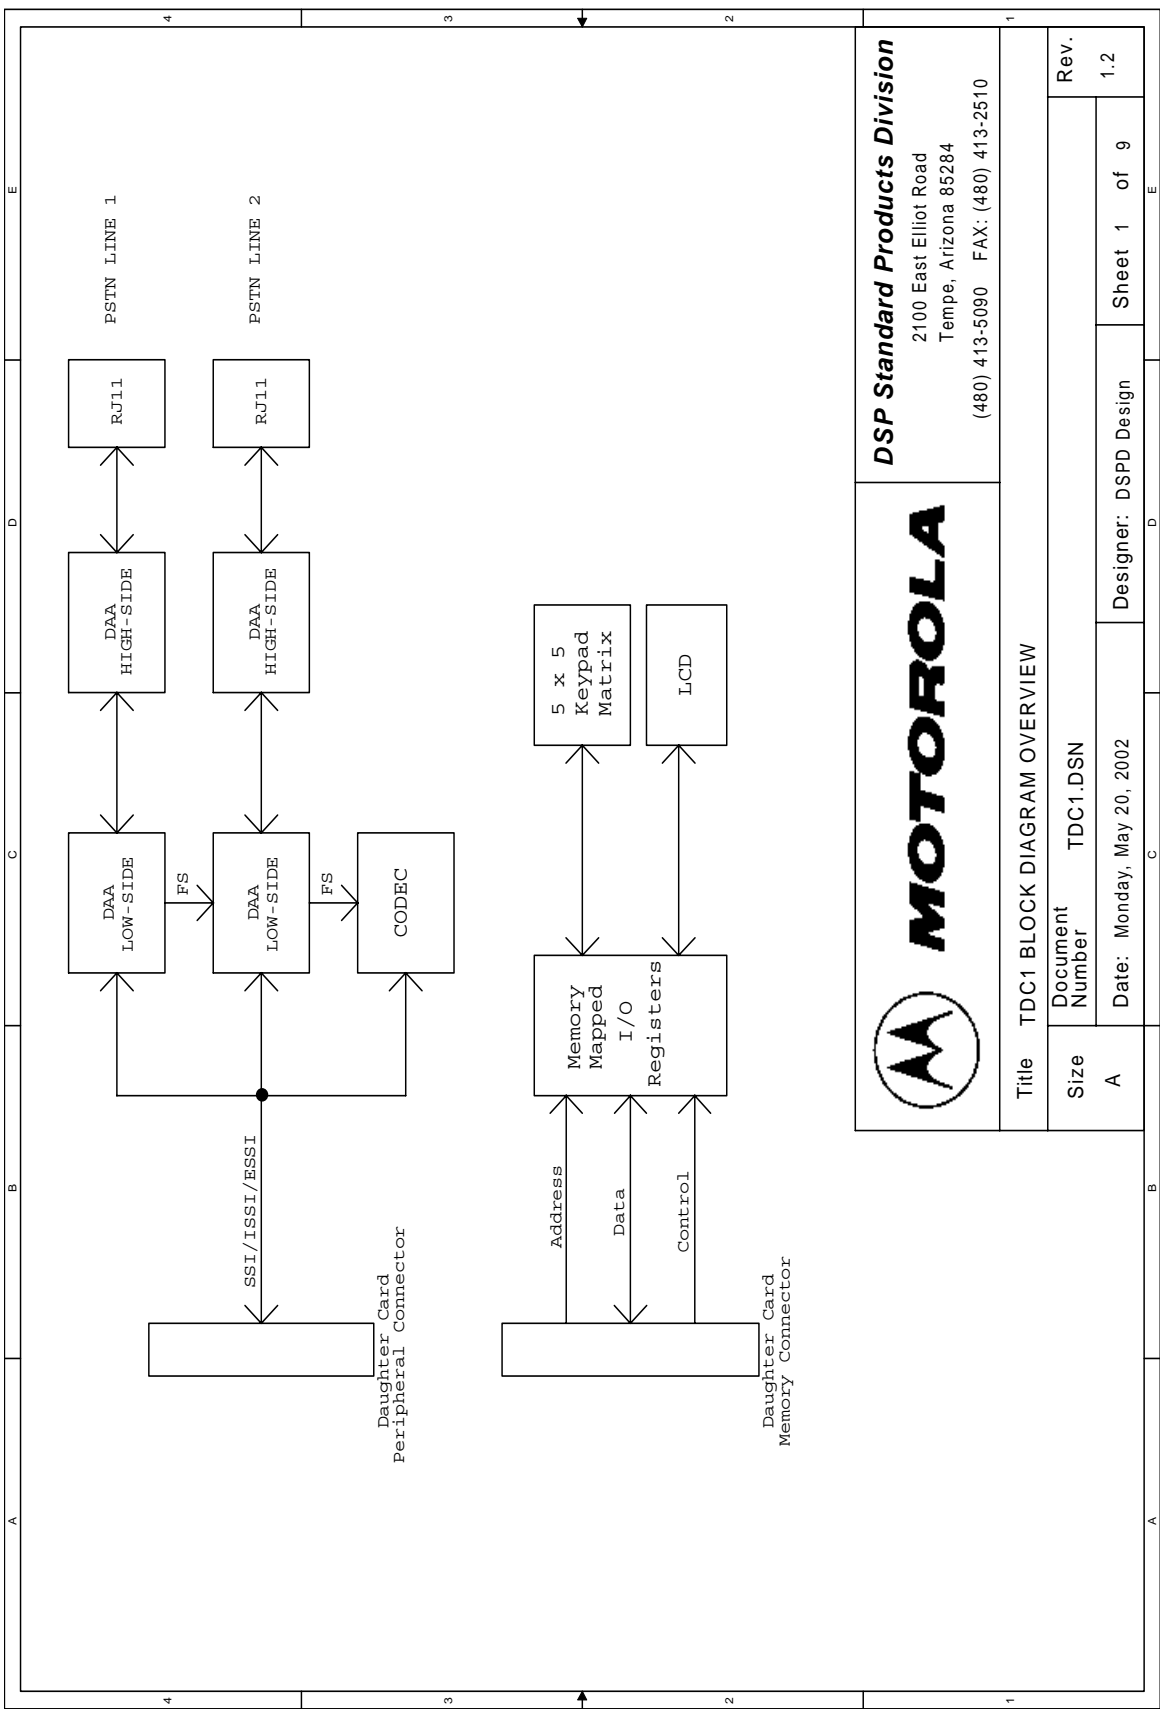 A
B
C
D
E
4
3
2
1
DAA
LOW-SIDE
DAA
HIGH-SIDE
RJ11
PSTN LINE 1
FS
SSI/ISSI/ESSI
DAA
LOW-SIDE
DAA
HIGH-SIDE
RJ11
PSTN LINE 2
FS
CODEC
Daughter Card
Peripheral Connector
Address
Data
Control
Memory
Mapped
I/O
Registers
5 x 5
Keypad
Matrix
LCD
Daughter Card
Memory Connector
MOTOROLA
DSP Standard Products Division
2100 East Elliot Road
Tempe, Arizona 85284
(480) 413-5090 FAX: (480) 413-2510
Title TDC1 BLOCK DIAGRAM OVERVIEW
Size
A
Document
Number TDC1.DSN
Rev.
1.2
Date: Monday, May 20, 2002
Designer: DSPD Design
Sheet 1 of 9
4
3
2
1
A
B
C
D
E